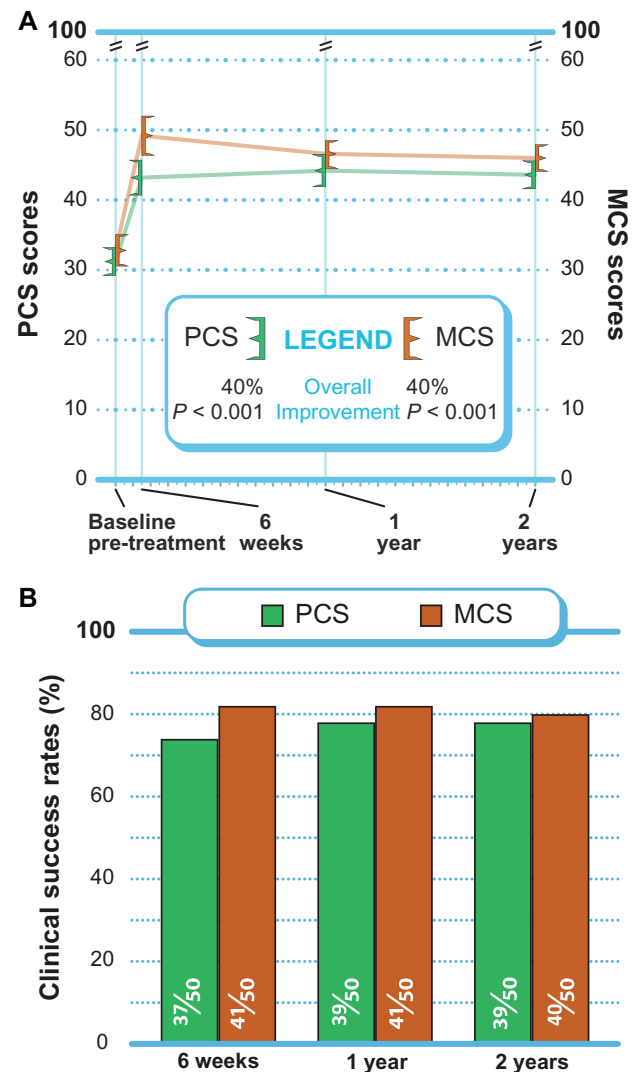 A
100 100
60 60
50 50
40 40
30 30
20 20
10 10
0 0
PCS scores
MCS scores
PCS LEGEND MCS
40% Overall 40%
P < 0.001 Improvement P < 0.001
Baseline 6 1 2
pre-treatment weeks year years
B
PCS MCS
100
80
60
40
20
0
Clinical success rates (%)
37/50 41/50 39/50 41/50 39/50 40/50
6 weeks 1 year 2 years